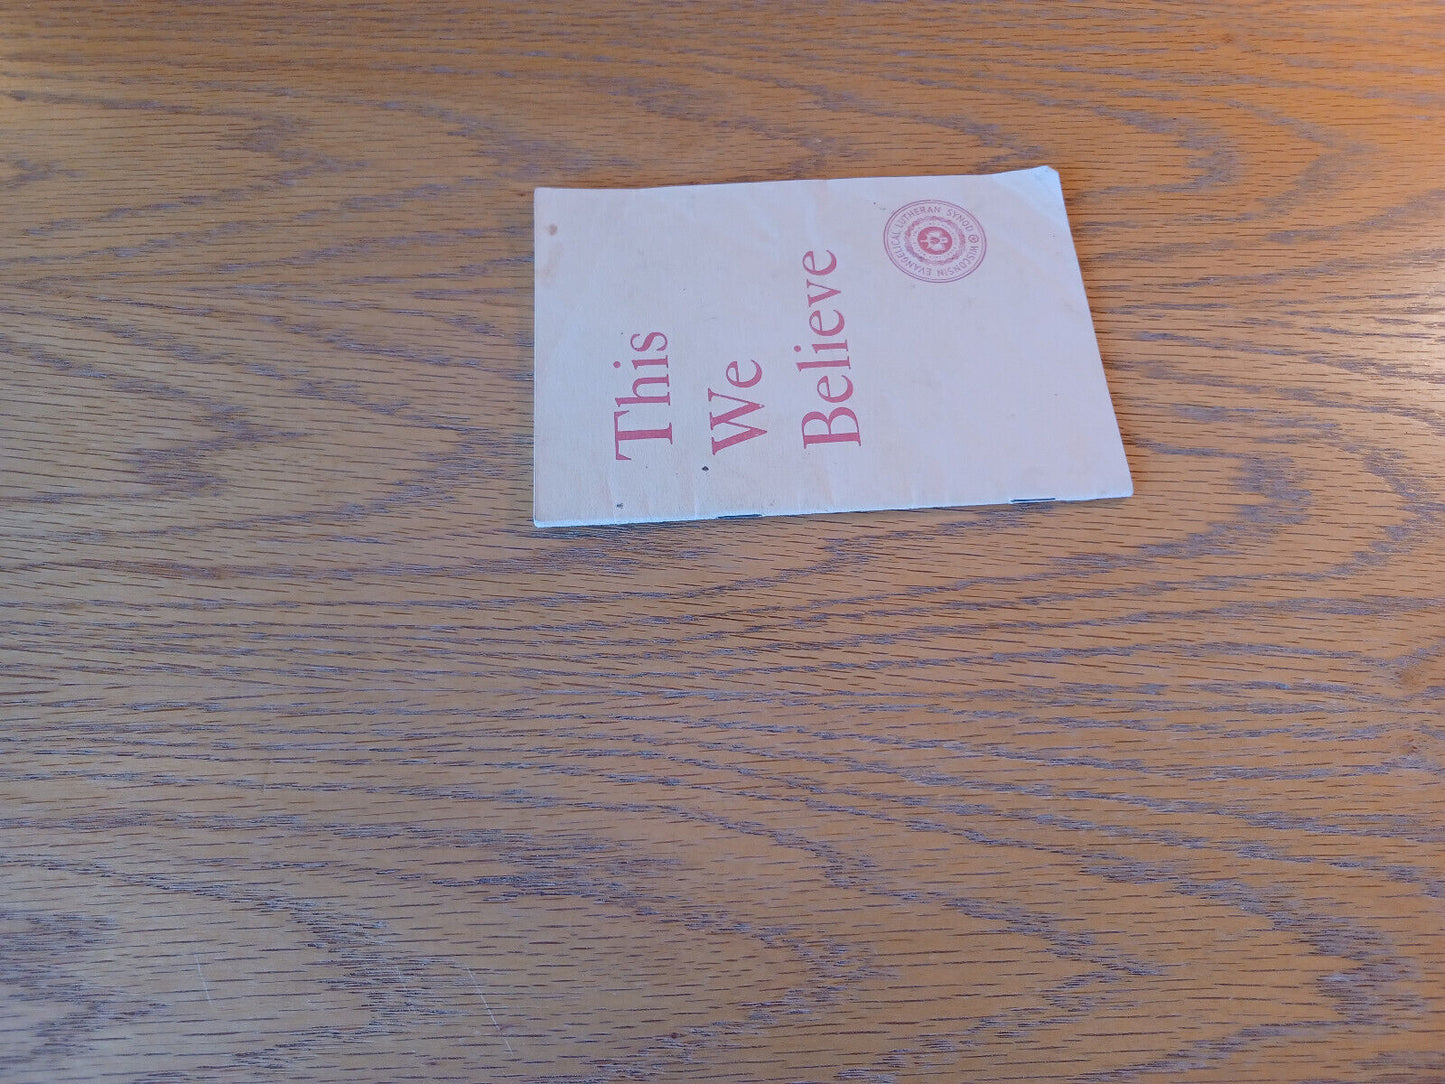 This
We
Believe
WISCONSIN EVANGELICAL LUTHERAN SYNOD